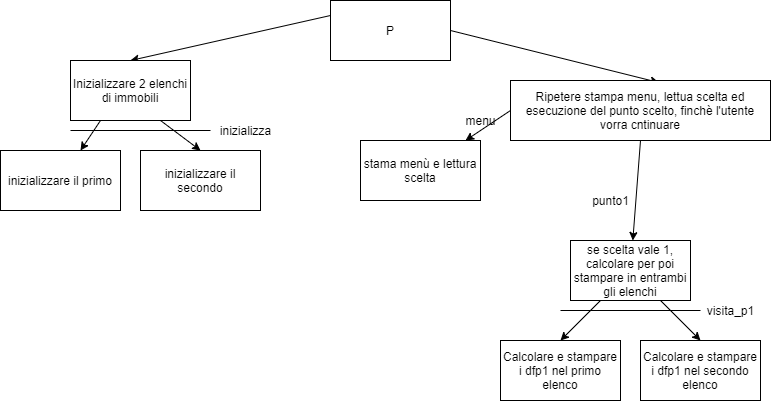 P
Inizializzare 2 elenchi
di immobili
inizializza
inizializzare il primo
inizializzare il
secondo
Ripetere stampa menu, lettua scelta ed
esecuzione del punto scelto, finchè l'utente
vorra cntinuare
menu
stama menù e lettura
scelta
punto1
se scelta vale 1,
calcolare per poi
stampare in entrambi
gli elenchi
visita_p1
Calcolare e stampare
i dfp1 nel primo
elenco
Calcolare e stampare
i dfp1 nel secondo
elenco